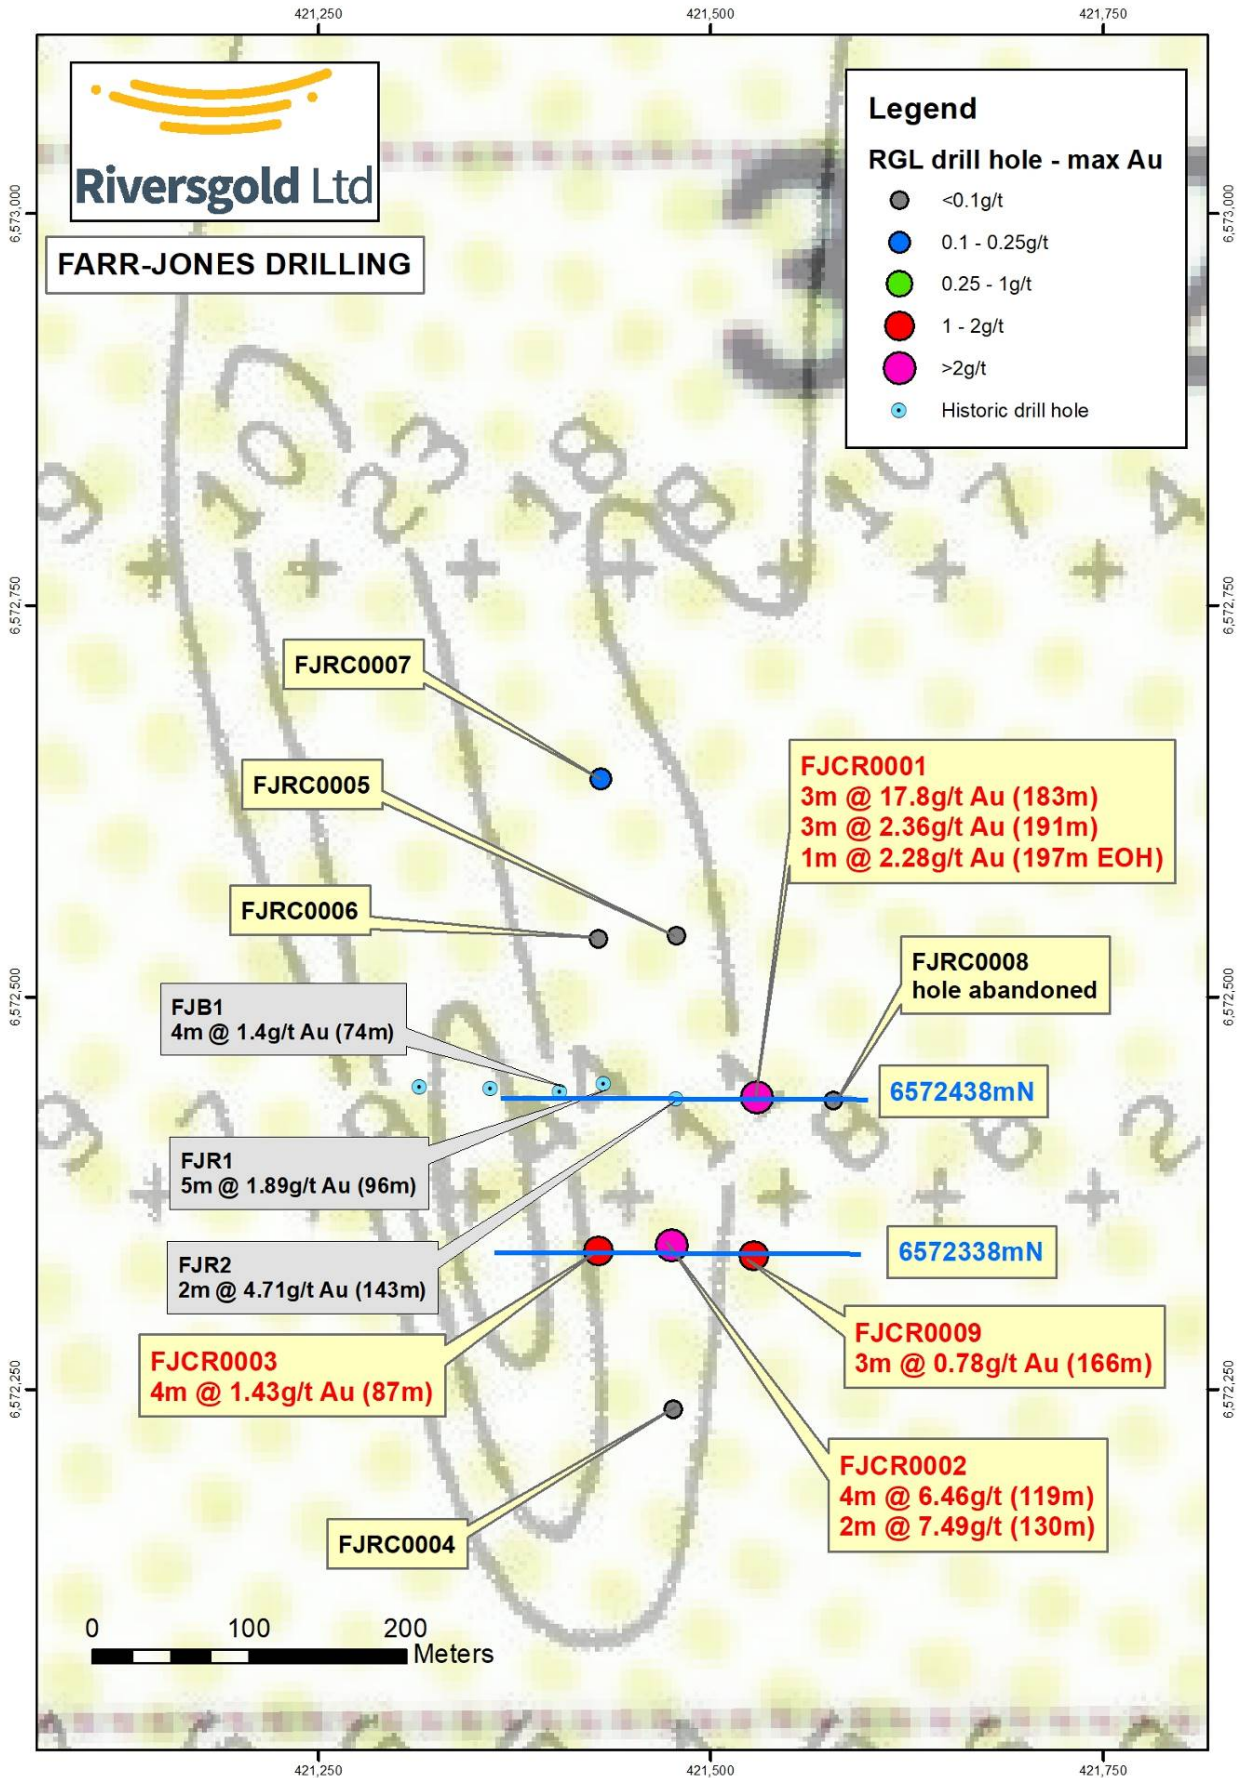 421,250
421,500
421,750
Riversgold Ltd
FARR-JONES DRILLING
Legend
RGL drill hole - max Au
<0.1g/t
0.1 - 0.25g/t
0.25 - 1g/t
1 - 2g/t
>2g/t
Historic drill hole
6,573,000
6,573,000
6,572,750
6,572,750
FJRC0007
FJRC0005
FJCR0001
3m @ 17.8g/t Au (183m)
3m @ 2.36g/t Au (191m)
1m @ 2.28g/t Au (197m EOH)
FJRC0006
FJRC0008
hole abandoned
6,572,500
6,572,500
FJB1
4m @ 1.4g/t Au (74m)
6572438mN
FJR1
5m @ 1.89g/t Au (96m)
FJR2
2m @ 4.71g/t Au (143m)
6572338mN
FJCR0003
4m @ 1.43g/t Au (87m)
FJCR0009
3m @ 0.78g/t Au (166m)
6,572,250
6,572,250
FJCR0002
4m @ 6.46g/t (119m)
2m @ 7.49g/t (130m)
FJRC0004
0 100 200
Meters
421,250
421,500
421,750